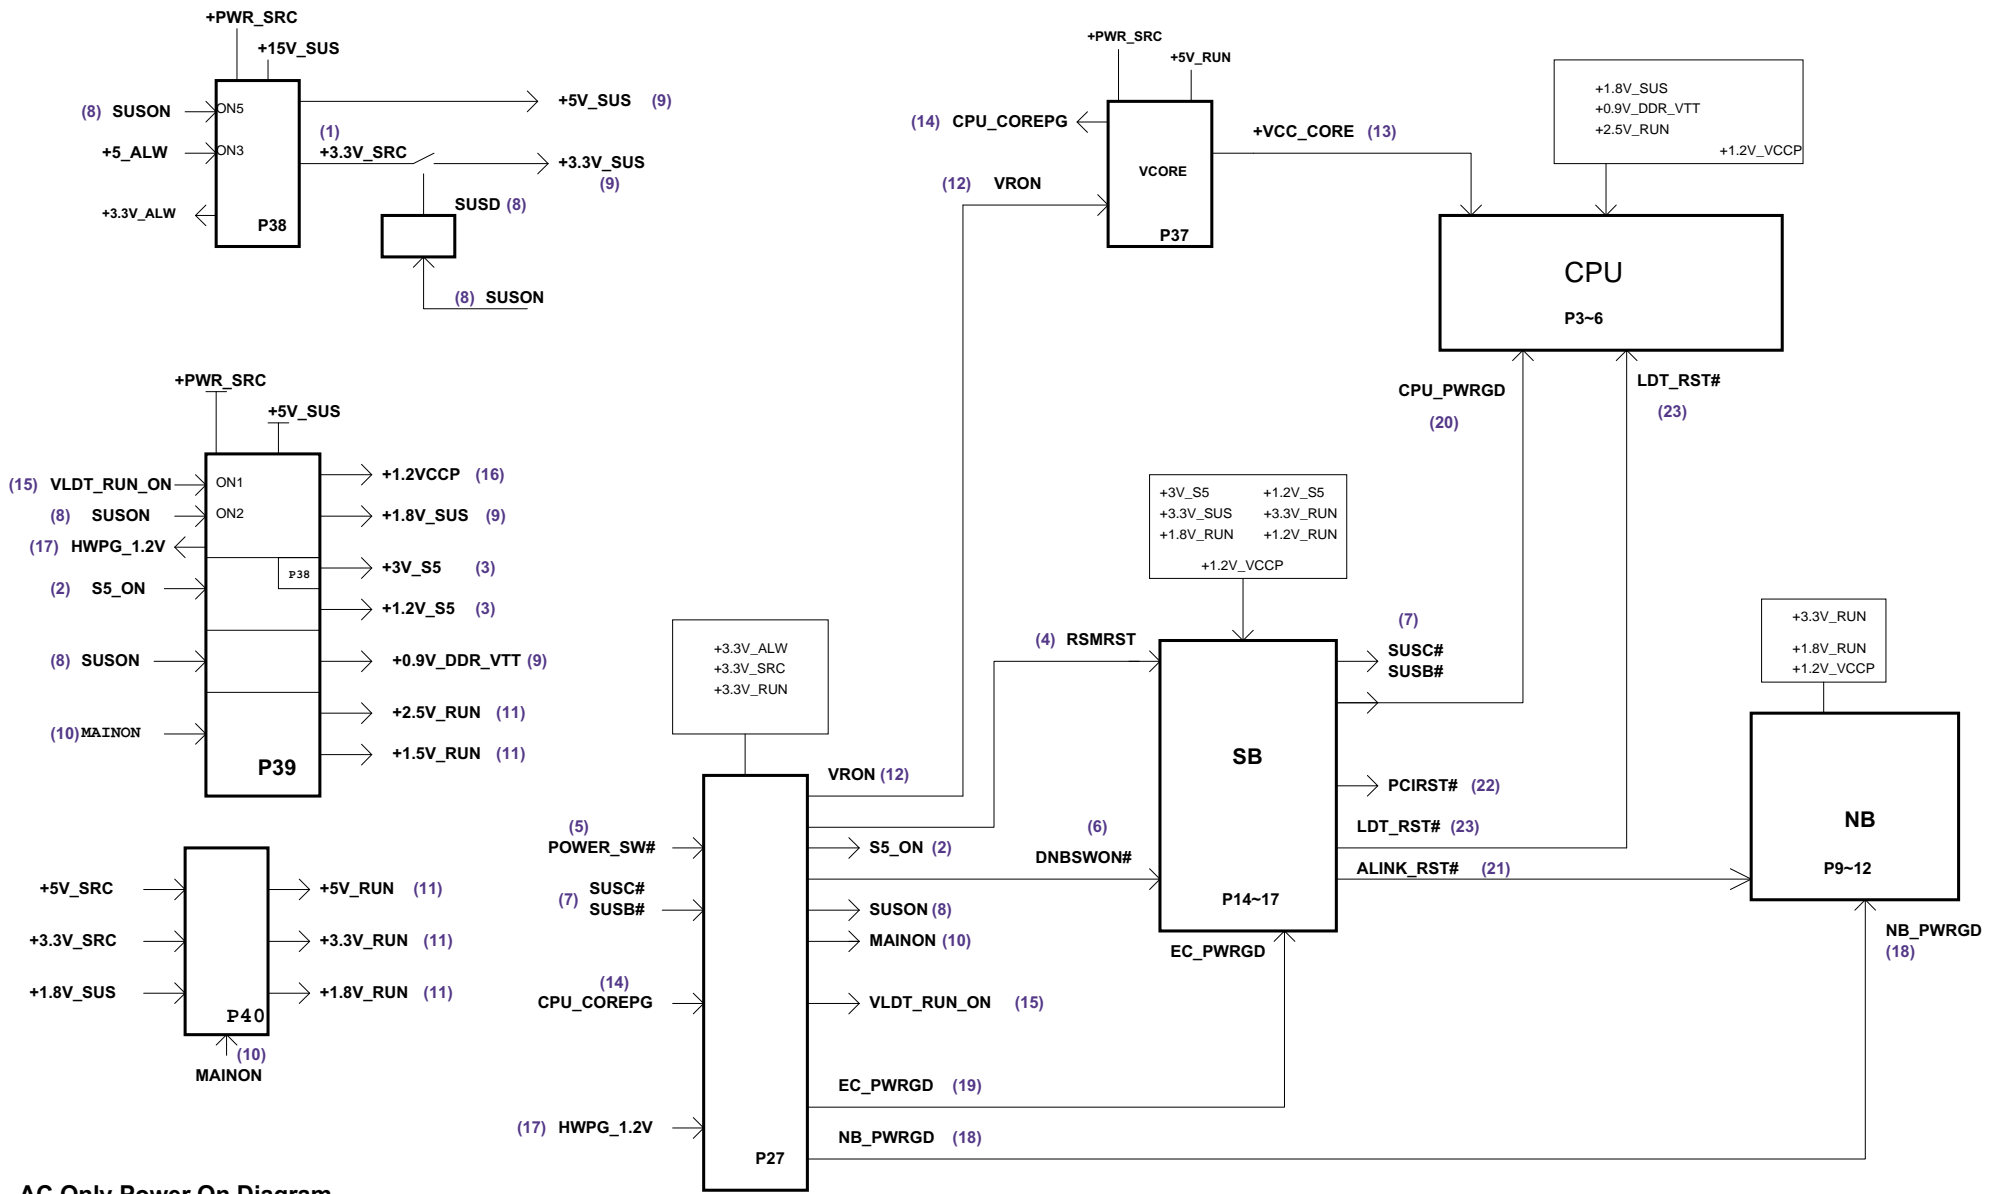 +PWR_SRC
+15V_SUS
(8) SUSON
ON5
+5V_SUS (9)
(1)
+5_ALW
ON3
+3.3V_SRC
+3.3V_SUS
(9)
+3.3V_ALW
P38
SUSD (8)
(8) SUSON
+PWR_SRC
+5V_SUS
(15) VLDT_RUN_ON
ON1
+1.2VCCP (16)
(8) SUSON
ON2
+1.8V_SUS (9)
(17) HWPG_1.2V
P38
+3V_S5 (3)
(2) S5_ON
+1.2V_S5 (3)
(8) SUSON
+0.9V_DDR_VTT (9)
+2.5V_RUN (11)
(10) MAINON
+1.5V_RUN (11)
P39
+5V_SRC
+5V_RUN (11)
+3.3V_SRC
+3.3V_RUN (11)
+1.8V_SUS
+1.8V_RUN (11)
P40
(10)
MAINON
+PWR_SRC
+5V_RUN
(14) CPU_COREPG
+VCC_CORE (13)
VCORE
(12) VRON
P37
+1.8V_SUS
+0.9V_DDR_VTT
+2.5V_RUN
+1.2V_VCCP
CPU
P3~6
CPU_PWRGD
(20)
LDT_RST#
(23)
+3V_S5 +1.2V_S5
+3.3V_SUS +3.3V_RUN
+1.8V_RUN +1.2V_RUN
+1.2V_VCCP
(4) RSMRST
(7)
SUSC#
SUSB#
SB
PCIRST# (22)
LDT_RST# (23)
ALINK_RST# (21)
P14~17
EC_PWRGD
+3.3V_RUN
+1.8V_RUN
+1.2V_VCCP
NB
P9~12
NB_PWRGD
(18)
+3.3V_ALW
+3.3V_SRC
+3.3V_RUN
VRON (12)
(5)
POWER_SW#
S5_ON (2)
(6)
DNBSWON#
SUSC#
(7)
SUSB#
SUSON (8)
MAINON (10)
(14)
CPU_COREPG
VLDT_RUN_ON (15)
EC_PWRGD (19)
(17) HWPG_1.2V
NB_PWRGD (18)
P27
AC Only Power On Diagram